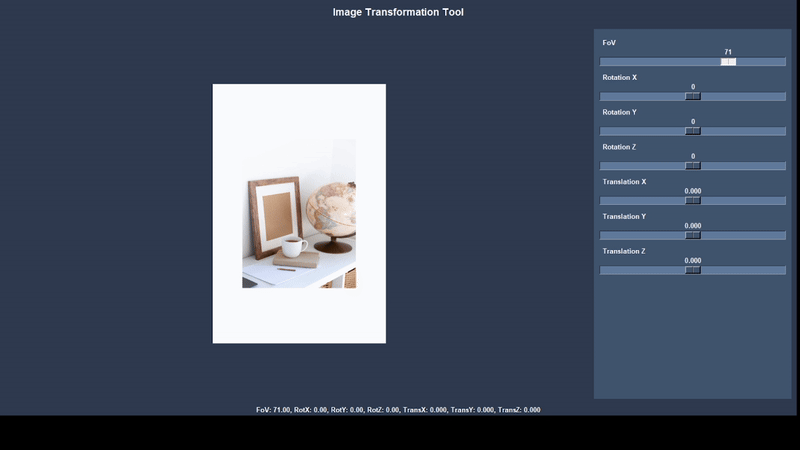 Image Transformation Tool
FoV
71
Rotation X
0
Rotation Y
0
Rotation Z
0
Translation X
0.000
Translation Y
0.000
Translation Z
0.000
FoV: 71.00, RotX: 0.00, RotY: 0.00, RotZ: 0.00, TransX: 0.000, TransY: 0.000, TransZ: 0.000